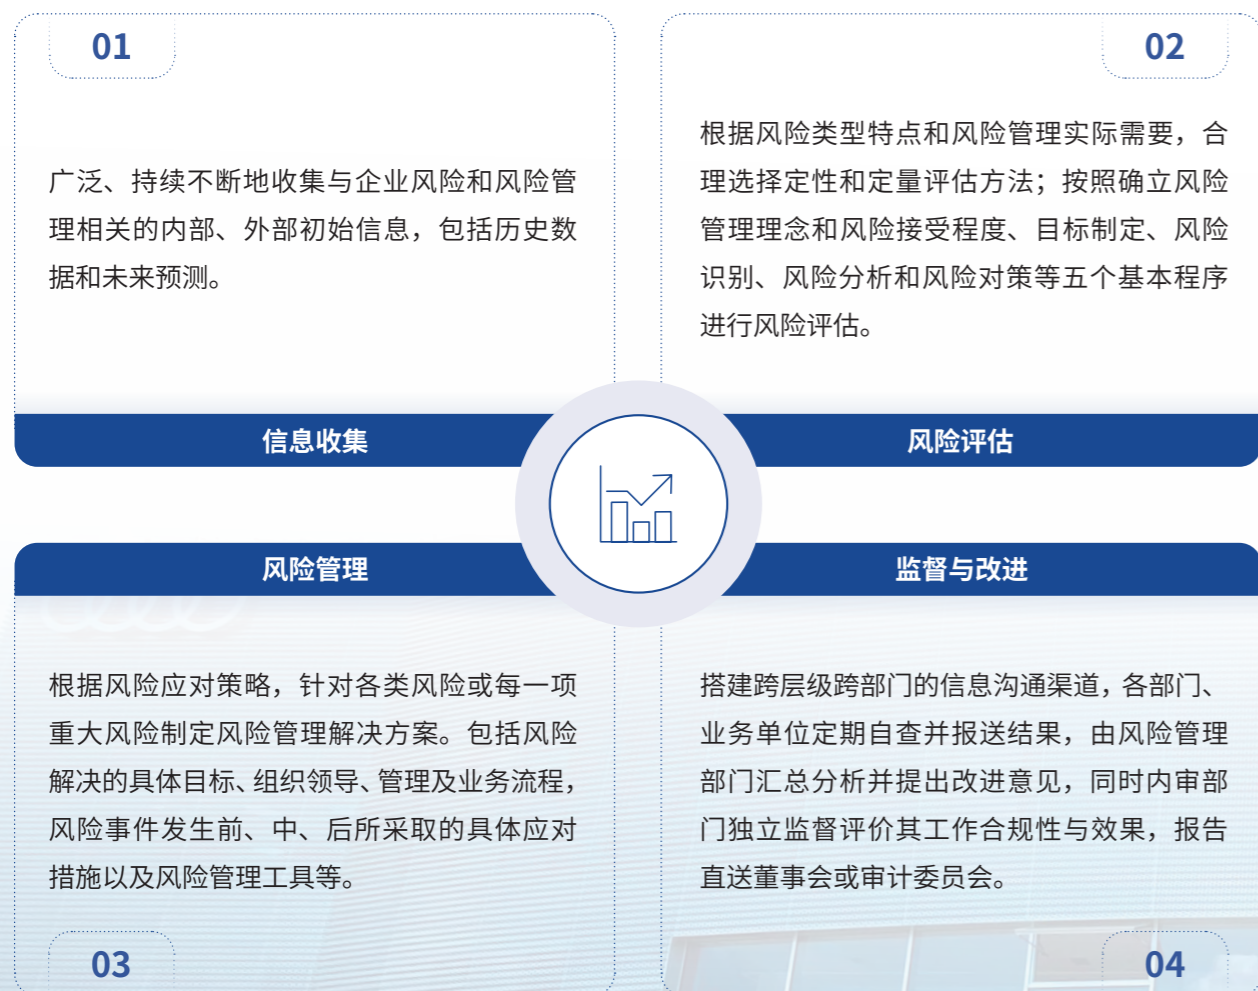 01
广泛、持续不断地收集与企业风险和风险管
理相关的内部、外部初始信息，包括历史数
据和未来预测。
信息收集
02
根据风险类型特点和风险管理实际需要，合
理选择定性和定量评估方法；按照确立风险
管理理念和风险接受程度、目标制定、风险
识别、风险分析和风险对策等五个基本程序
进行风险评估。
风险评估
风险管理
根据风险应对策略，针对各类风险或每一项
重大风险制定风险管理解决方案。包括风险
解决的具体目标、组织领导、管理及业务流程，
风险事件发生前、中、后所采取的具体应对
措施以及风险管理工具等。
03
监督与改进
搭建跨层级跨部门的信息沟通渠道，各部门、
业务单位定期自查并报送结果，由风险管理
部门汇总分析并提出改进意见，同时内审部
门独立监督评价其工作合规性与效果，报告
直送董事会或审计委员会。
04